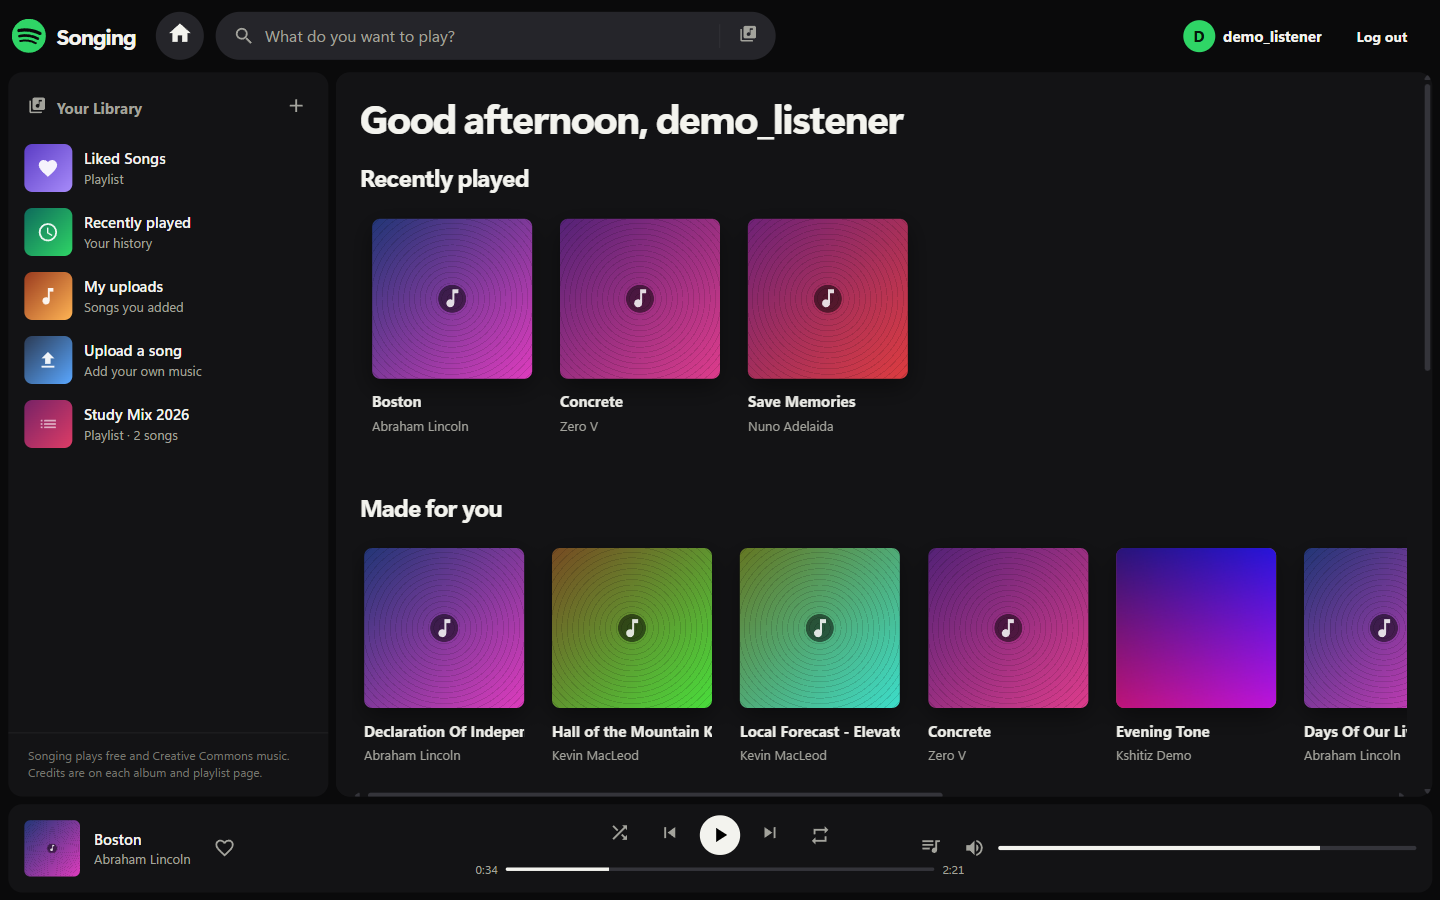 Songing
What do you want to play?
D
demo_listener
Log out
Your Library
Liked Songs
Playlist
Recently played
Your history
My uploads
Songs you added
Upload a song
Add your own music
Study Mix 2026
Playlist · 2 songs
Songing plays free and Creative Commons music.
Credits are on each album and playlist page.
Good afternoon, demo_listener
Recently played
Boston
Abraham Lincoln
Concrete
Zero V
Save Memories
Nuno Adelaida
Made for you
Declaration Of Indeper
Abraham Lincoln
Hall of the Mountain K
Kevin MacLeod
Local Forecast - Elevato
Kevin MacLeod
Concrete
Zero V
Evening Tone
Kshitiz Demo
Days Of Our Li
Abraham Lincoln
Boston
Abraham Lincoln
0:34
2:21